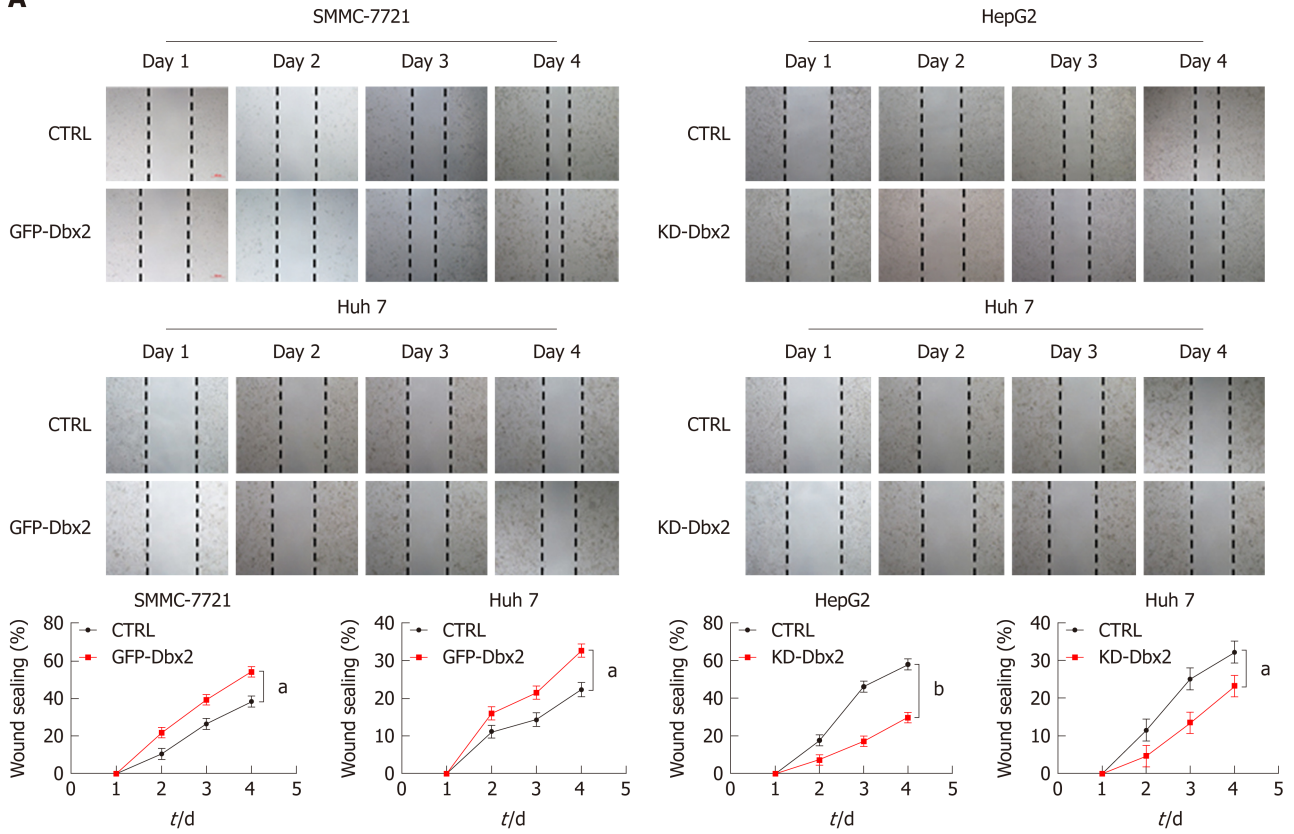 A
SMMC-7721
HepG2
Day 1 Day 2 Day 3 Day 4
Day 1 Day 2 Day 3 Day 4
CTRL
CTRL
GFP-Dbx2
KD-Dbx2
Huh 7
Huh 7
Day 1 Day 2 Day 3 Day 4
Day 1 Day 2 Day 3 Day 4
CTRL
CTRL
GFP-Dbx2
KD-Dbx2
SMMC-7721
Wound sealing (%)
80
60
40
20
0
CTRL
GFP-Dbx2
a
0 1 2 3 4 5
t/d
Huh 7
Wound sealing (%)
40
30
20
10
0
CTRL
GFP-Dbx2
a
0 1 2 3 4 5
t/d
HepG2
Wound sealing (%)
80
60
40
20
0
CTRL
KD-Dbx2
b
0 1 2 3 4 5
t/d
Huh 7
Wound sealing (%)
40
30
20
10
0
CTRL
KD-Dbx2
a
0 1 2 3 4 5
t/d